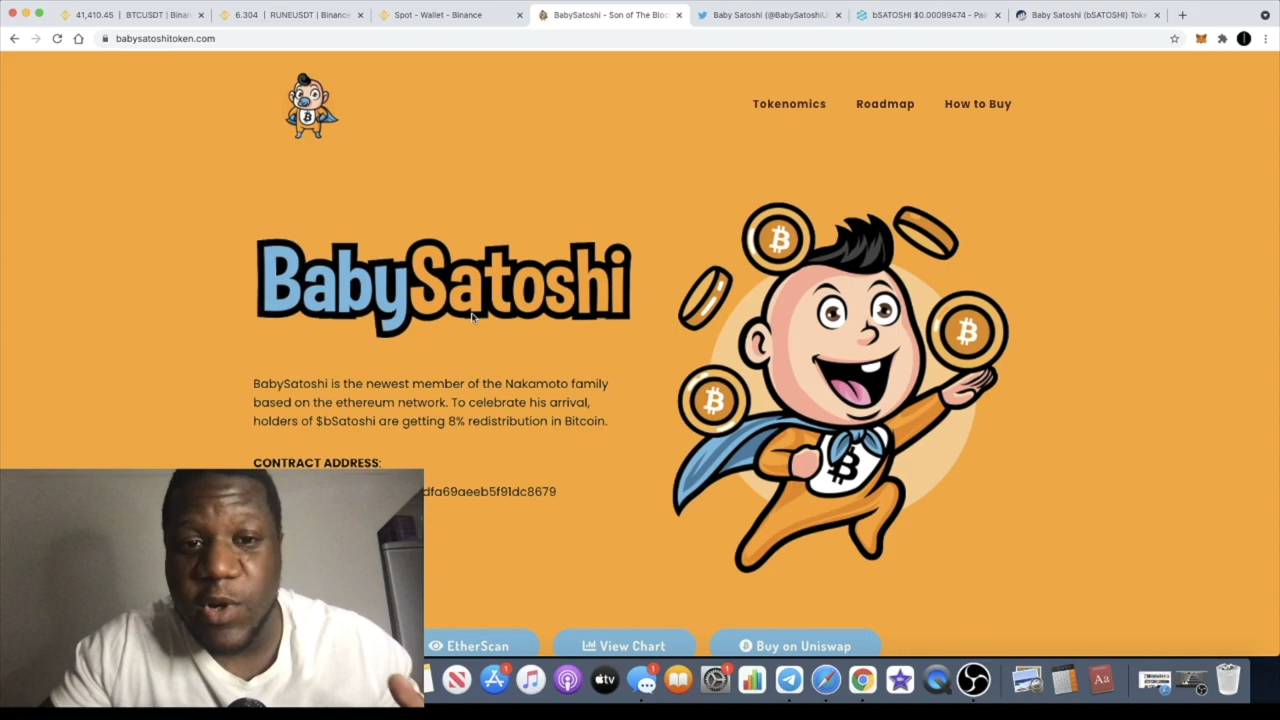 41,410.45 | BTCUSDT | Binan
6.304 | RUNEUSDT | Binance
Spot - Wallet - Binance
BabySatoshi - Son of The Bloc
Baby Satoshi (@BabySatoshiU
bSATOSHI $0.00099474 - Pai
Baby Satoshi (bSATOSHI) Toke
babysatoshitoken.com
Tokenomics
Roadmap
How to Buy
BabySatoshi
BabySatoshi is the newest member of the Nakamoto family
based on the ethereum network. To celebrate his arrival,
holders of $bSatoshi are getting 8% redistribution in Bitcoin.
CONTRACT ADDRESS:
dfa69aeeb5f91dc8679
EtherScan
View Chart
Buy on Uniswap
tv
Aa